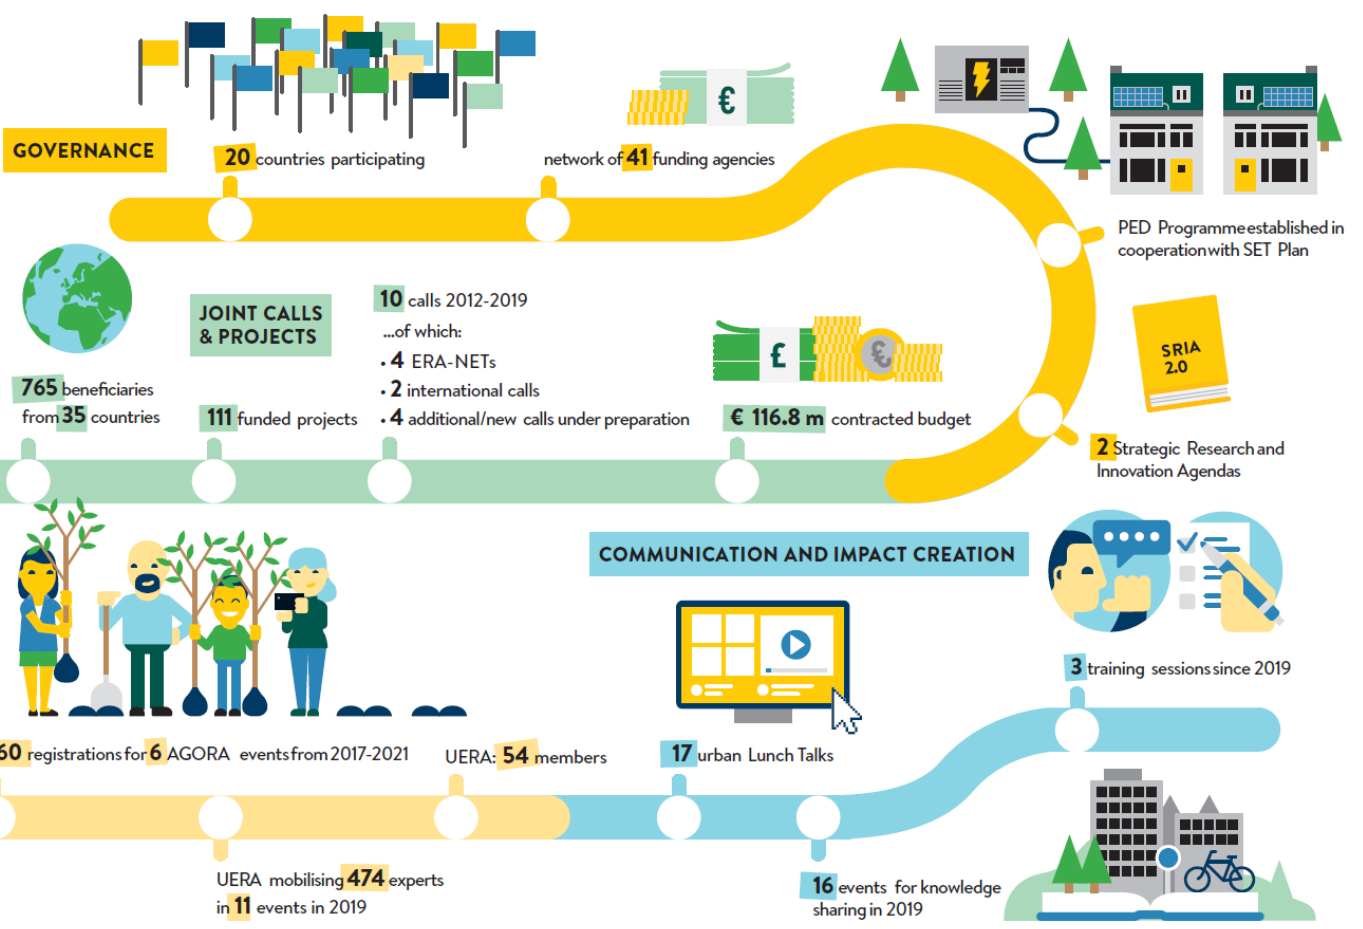 GOVERNANCE
20 countries participating
network of 41 funding agencies
€
PED Programme established in
cooperation with SET Plan
SRIA
2.0
2 Strategic Research and
Innovation Agendas
JOINT CALLS
& PROJECTS
10 calls 2012-2019
...of which:
• 4 ERA-NETs
• 2 international calls
• 4 additional/new calls under preparation
£
€
€ 116.8 m contracted budget
111 funded projects
765 beneficiaries
from 35 countries
COMMUNICATION AND IMPACT CREATION
3 training sessions since 2019
60 registrations for 6 AGORA events from 2017-2021
UERA: 54 members
17 urban Lunch Talks
UERA mobilising 474 experts
in 11 events in 2019
16 events for knowledge
sharing in 2019